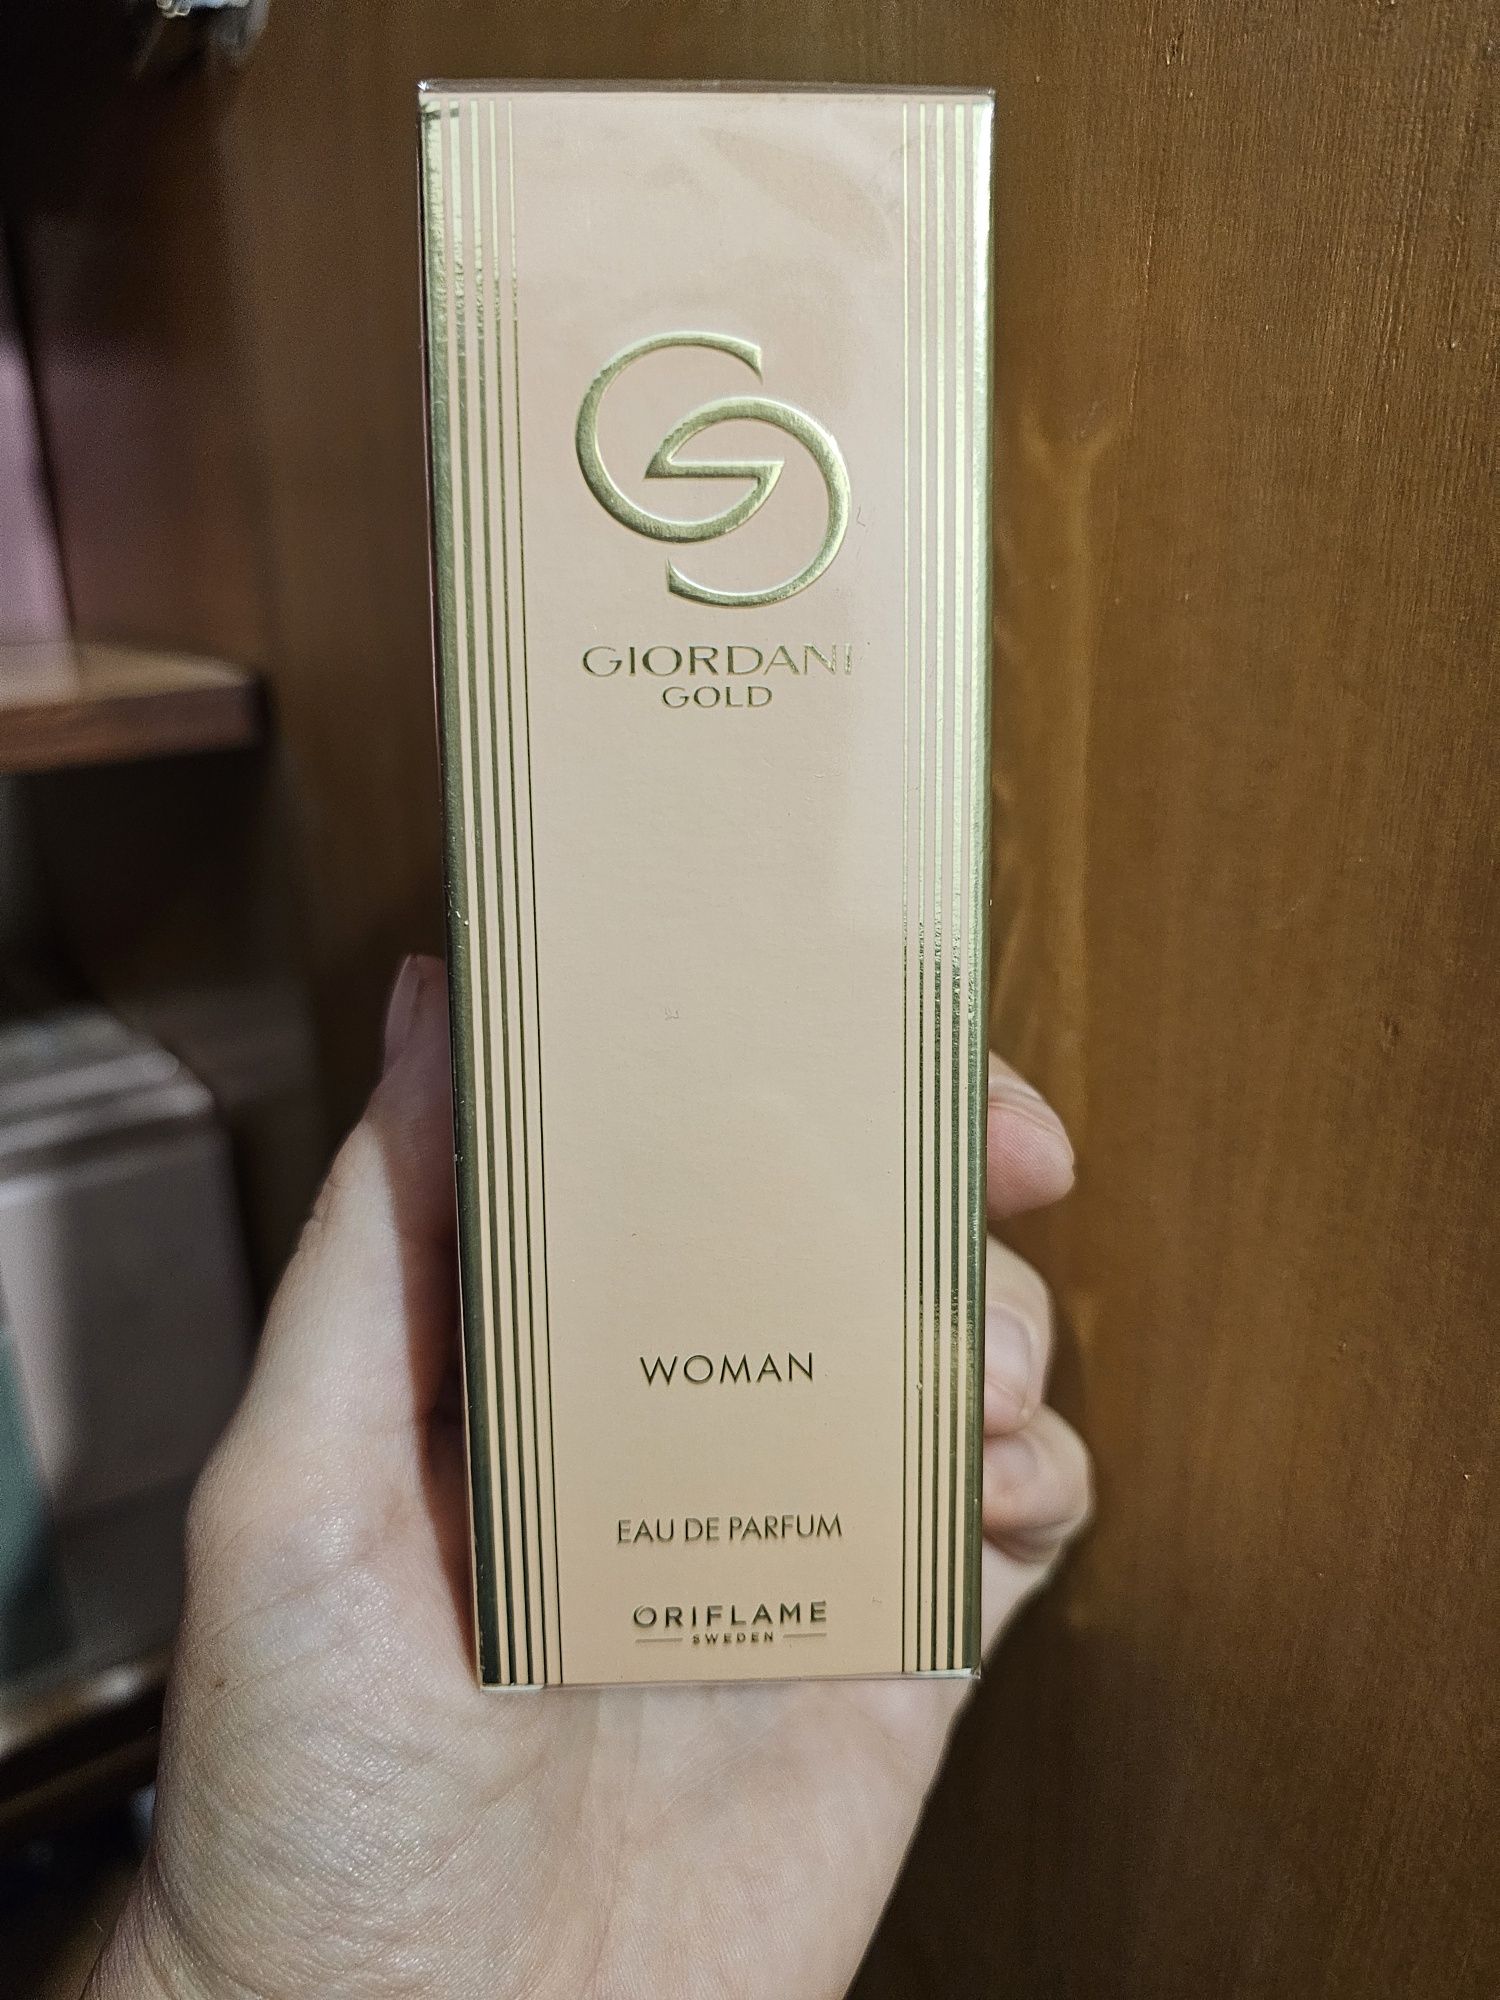 GIORDANI
GOLD
WOMAN
EAU DE PARFUM
ORIFLAME
SWEDEN